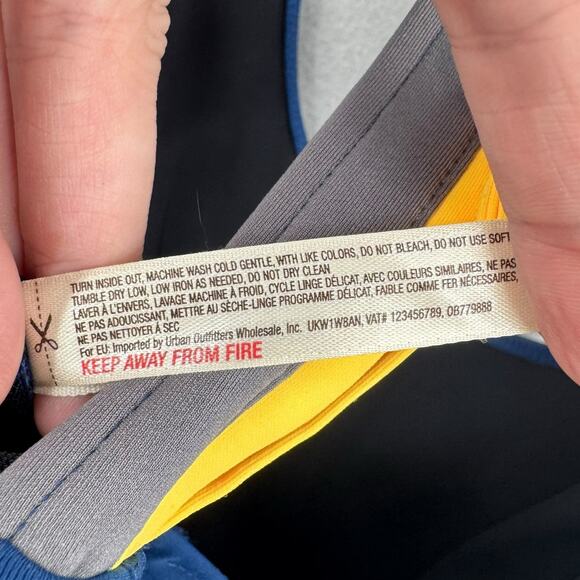 TURN INSIDE OUT, MACHINE WASH COLD GENTLE, WITH LIKE COLORS, DO NOT BLEACH, DO NOT USE SOFT
TUMBLE DRY LOW, LOW IRON AS NEEDED, DO NOT DRY CLEAN
LAVER À L'ENVERS, LAVAGE MACHINE À FROID, CYCLE LINGE DÉLICAT, AVEC COULEURS SIMILAIRES, NE PAS
NE PAS ADOUCISSANT, METTRE AU SÈCHE-LINGE PROGRAMME DÉLICAT, FAIBLE COMME FER NÉCESSAIRES,
NE PAS NETTOYER À SEC
For EU: Imported by Urban Outfitters Wholesale, Inc. UKW1W8AN, VAT# 123456789, OB779888
KEEP AWAY FROM FIRE